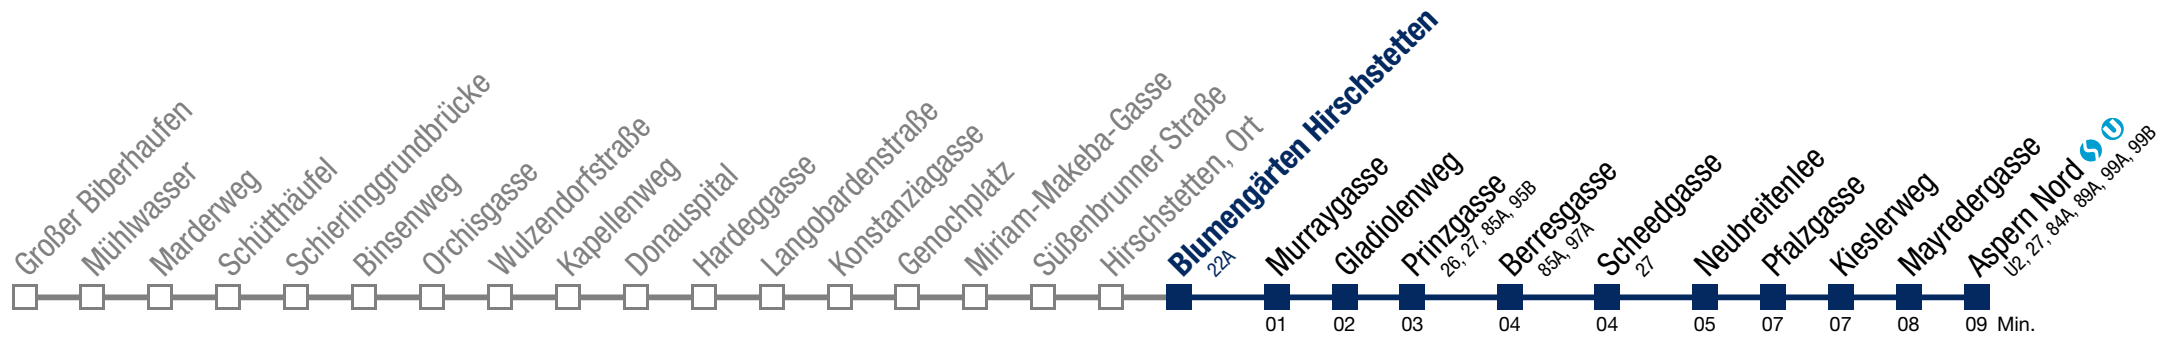 Großer Biberhaufen
Mühlwasser
Marderweg
Schütthäufel
Schierlinggrundbrücke
Binsenweg
Orchisgasse
Wulzendorfstraße
Kapellenweg
Donauspital
Hardeggasse
Langobardenstraße
Konstanziagasse
Genochplatz
Miriam-Makeba-Gasse
Süßenbrunner Straße
Hirschstetten, Ort
Blumengärten Hirschstetten
22A
Murraygasse
Gladiolenweg
Prinzgasse
26, 27, 85A, 95B
Berresgasse
85A, 97A
Scheedgasse
27
Neubreitenlee
Pfalzgasse
Kieslerweg
Mayredergasse
Aspern Nord S U
U2, 27, 84A, 89A, 99A, 99B
01 02 03 04 04 05 07 07 08 09 Min.